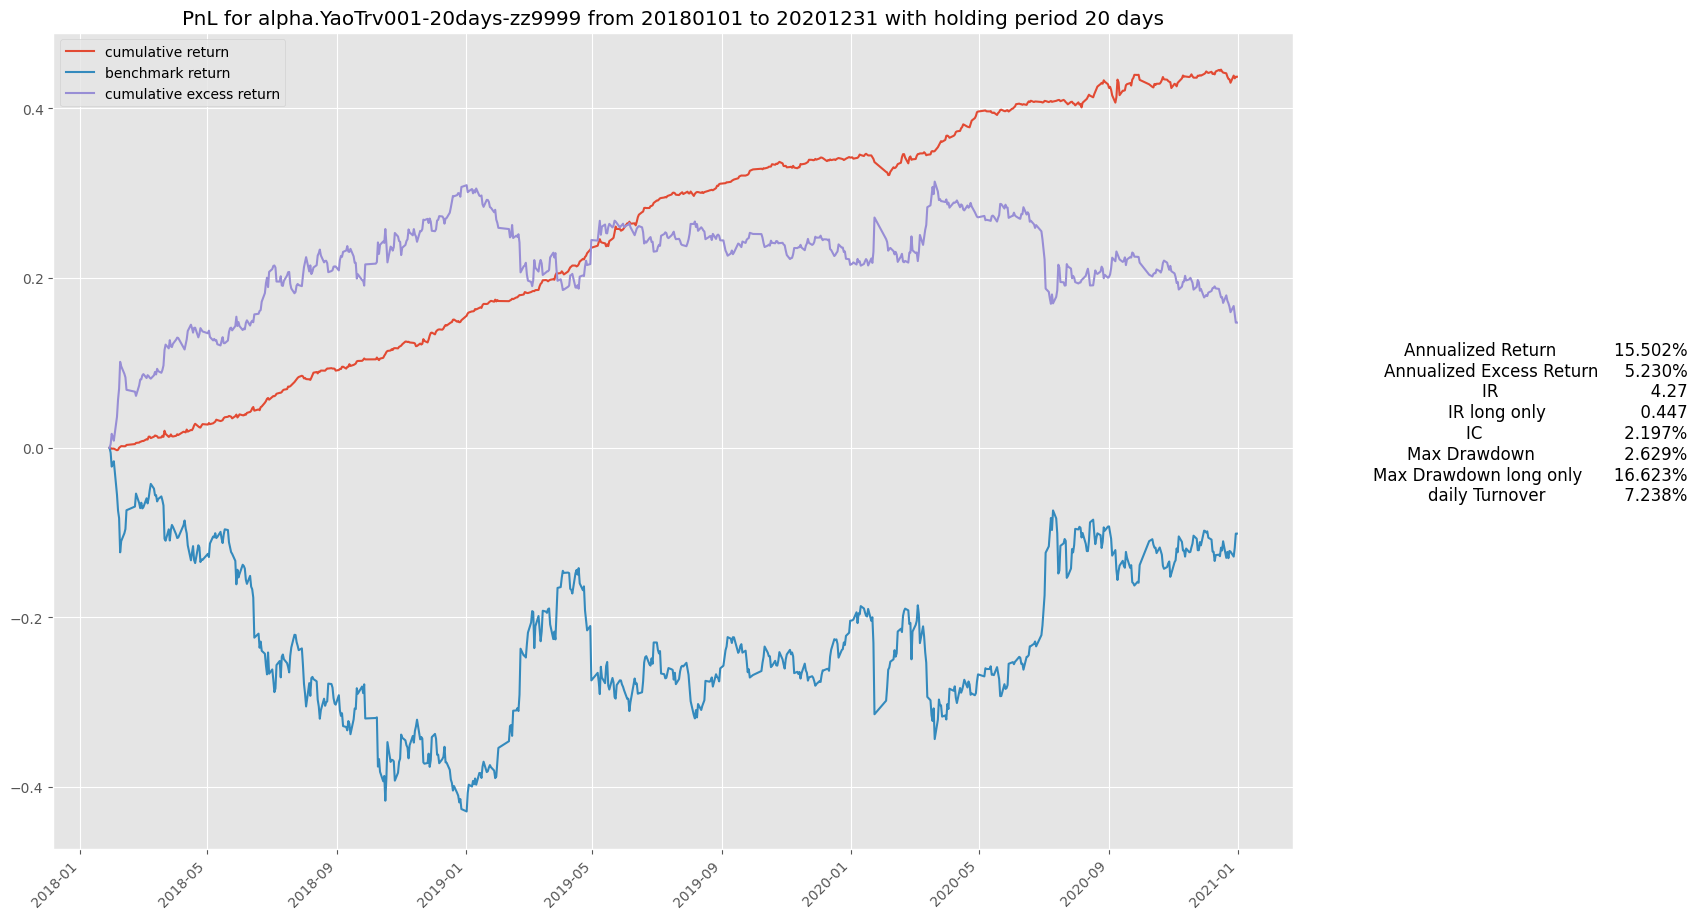 PnL for alpha.YaoTrv001-20days-zz9999 from 20180101 to 20201231 with holding period 20 days
cumulative return
benchmark return
cumulative excess return
0.4
0.2
0.0
−0.2
−0.4
2018-01
2018-05
2018-09
2019-01
2019-05
2019-09
2020-01
2020-05
2020-09
2021-01
Annualized Return 15.502%
Annualized Excess Return 5.230%
IR 4.27
IR long only 0.447
IC 2.197%
Max Drawdown 2.629%
Max Drawdown long only 16.623%
daily Turnover 7.238%